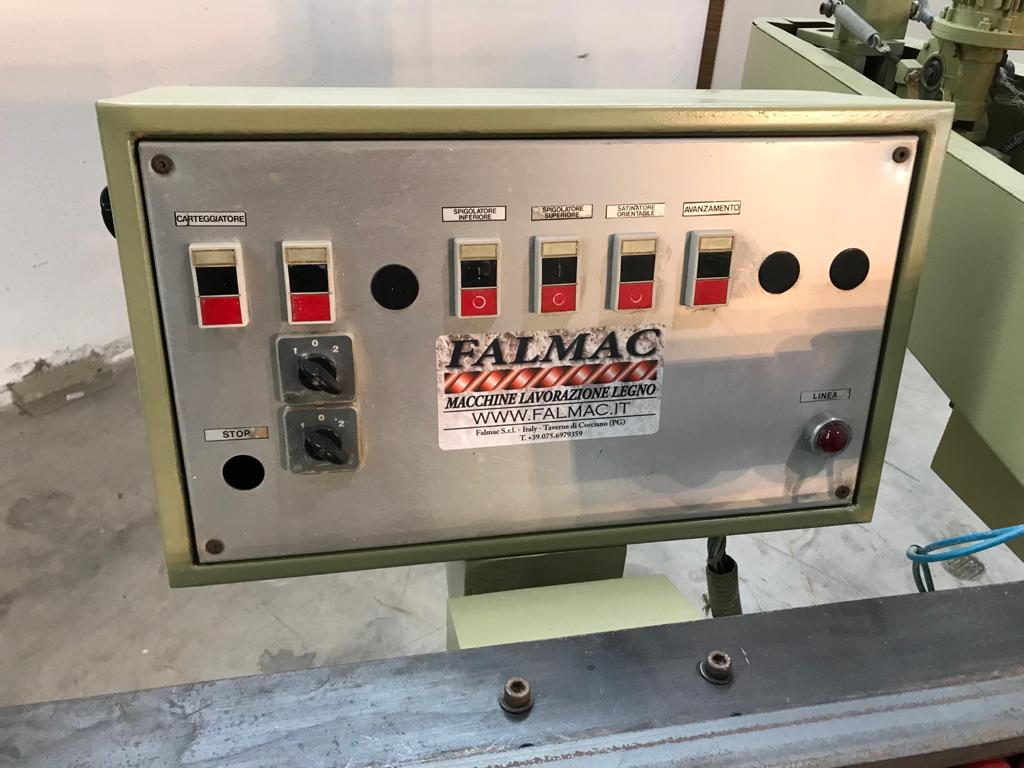 CARTEGGIATORE
SPIGOLATORE
INFERIORE
SPIGOLATORE
SUPERIORE
SATINATORE
ORIENTABILE
AVANZAMENTO
1 0 2
1 0 2
STOP
FALMAC
MACCHINE LAVORAZIONE LEGNO
WWW.FALMAC.IT
Falmac S.r.l. - Italy - Taverne di Corciano (PG)
T. +39.075.6979359
LINEA